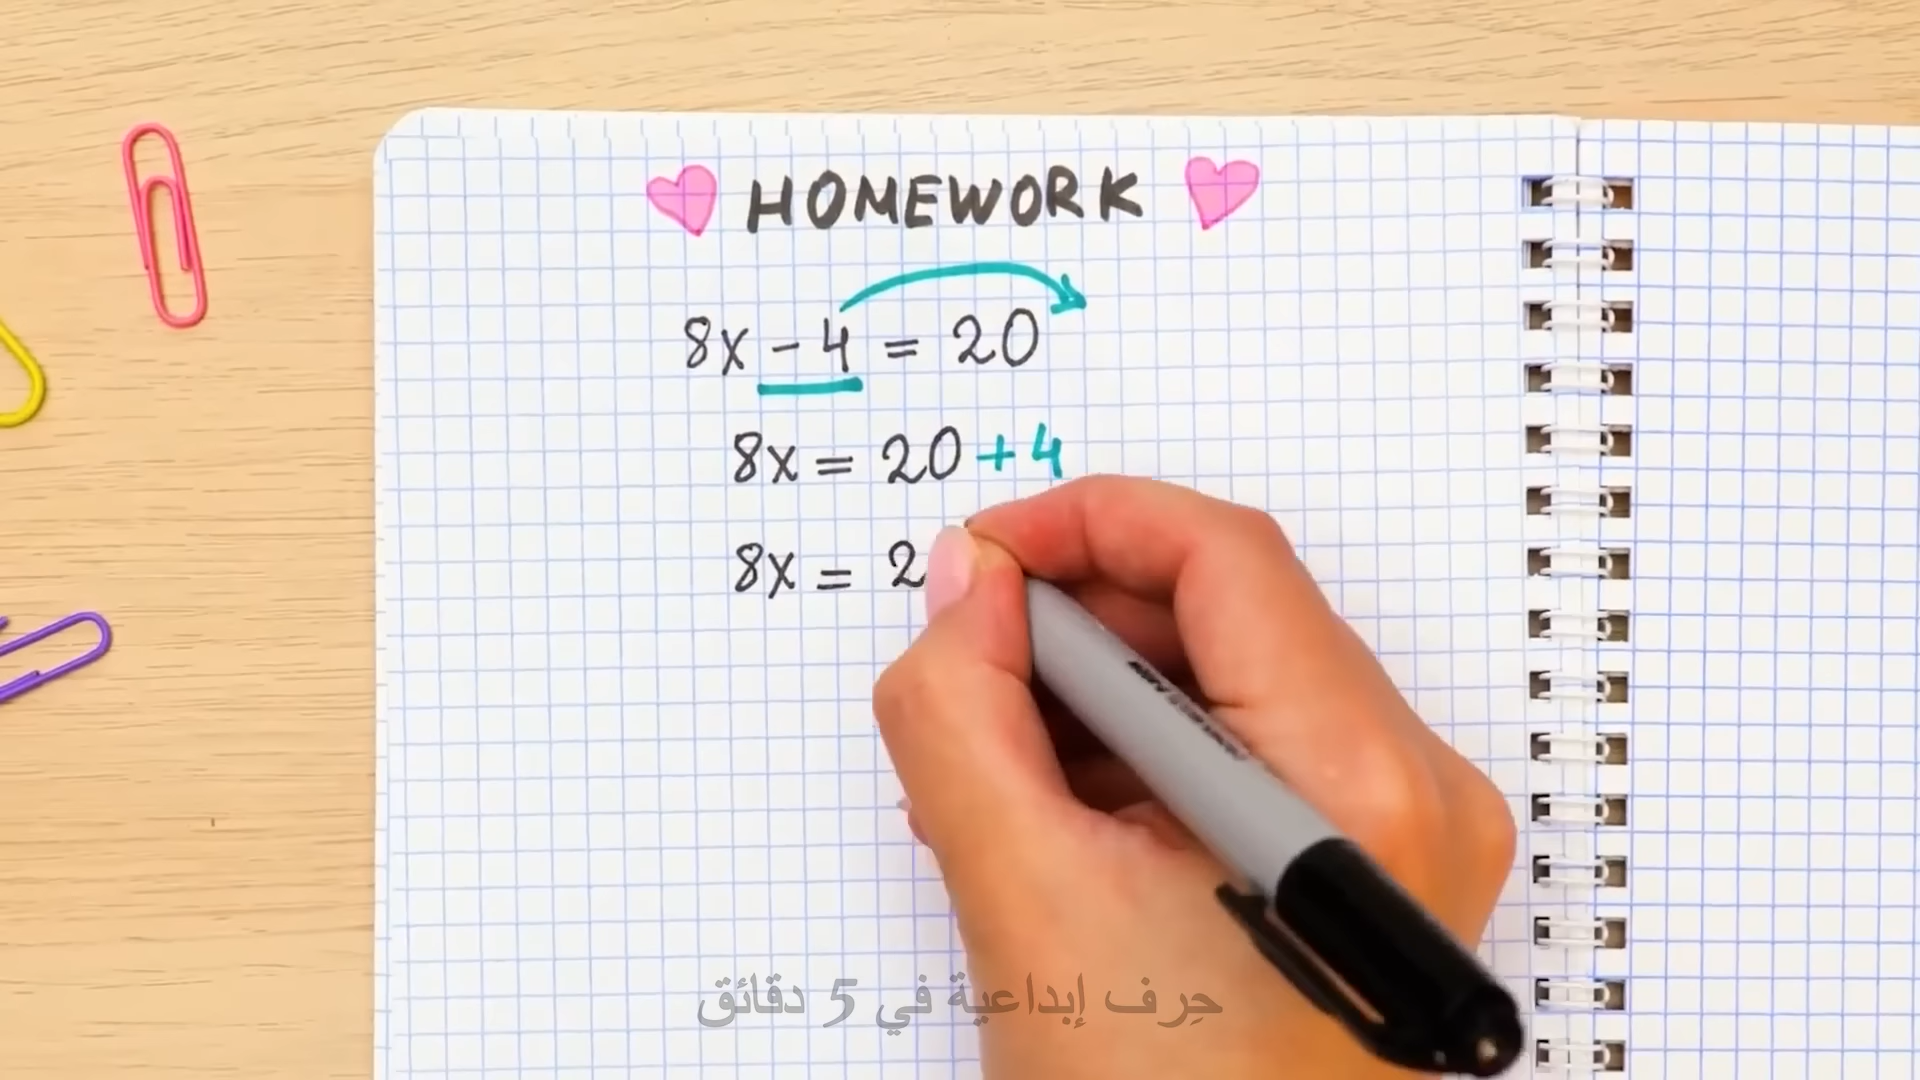 HOMEWORK
8x - 4 = 20
8x = 20 + 4
8x = 2
حِرف إبداعية في 5 دقائق